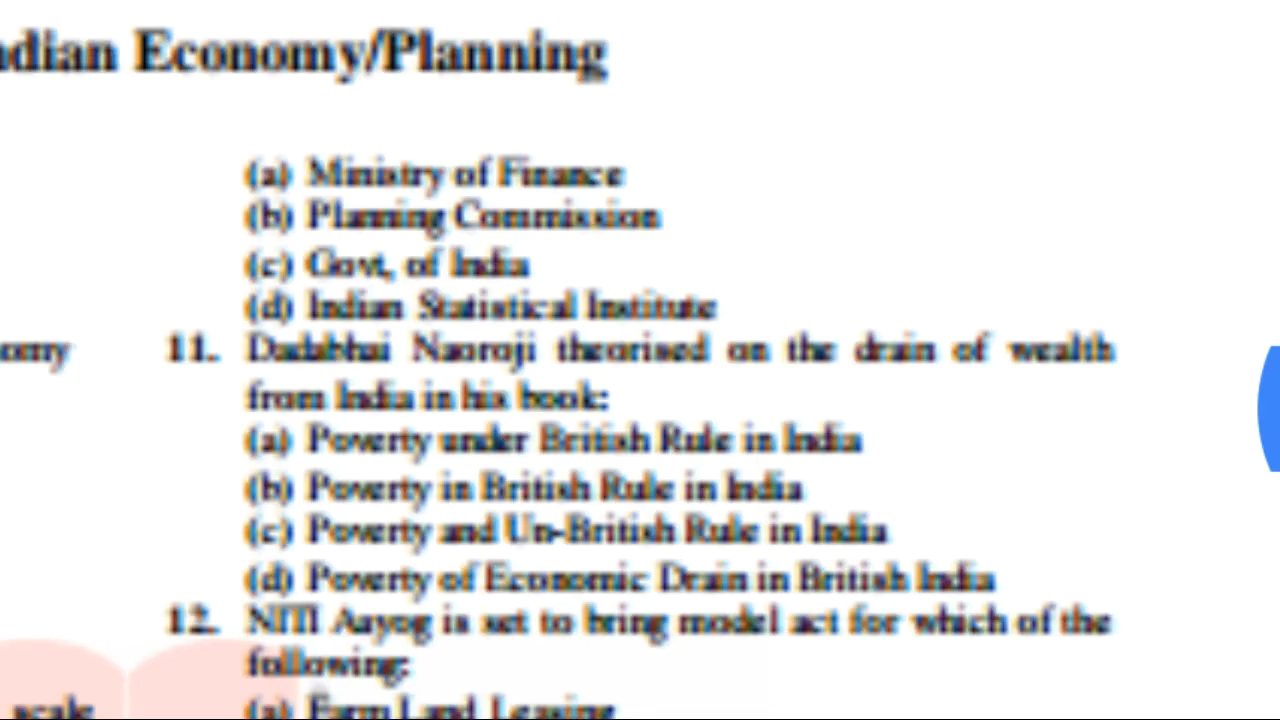 ndian Economy/Planning
(a) Ministry of Finance
(b) Planning Commission
(c) Govt. of India
(d) Indian Statistical Institute
omy
11. Dadabhai Naoroji theorised on the drain of wealth
from India in his book:
(a) Poverty under British Rule in India
(b) Poverty in British Rule in India
(c) Poverty and Un-British Rule in India
(d) Poverty of Economic Drain in British India
12. NITI Aayog is set to bring model act for which of the
following:
scale
(a) Farm Land Leasing